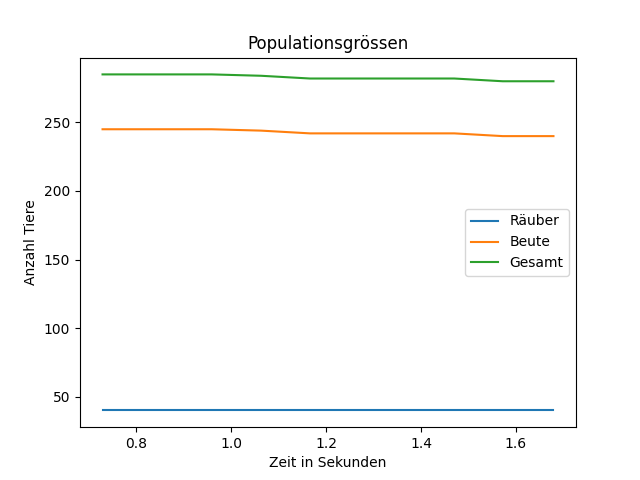 Populationsgrössen
Anzahl Tiere
250
200
150
100
50
Räuber
Beute
Gesamt
0.8 1.0 1.2 1.4 1.6
Zeit in Sekunden